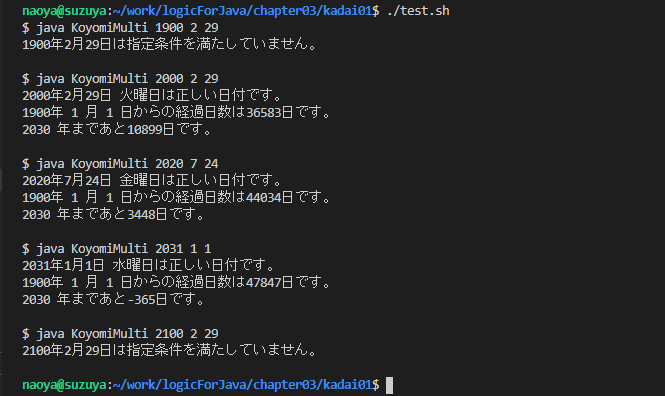 naoya@suzuya:~/work/logicForJava/chapter03/kadai01$ ./test.sh
$ java KoyomiMulti 1900 2 29
1900年2月29日は指定条件を満たしていません。
$ java KoyomiMulti 2000 2 29
2000年2月29日 火曜日は正しい日付です。
1900年 1 月 1 日からの経過日数は36583日です。
2030 年まであと10899日です。
$ java KoyomiMulti 2020 7 24
2020年7月24日 金曜日は正しい日付です。
1900年 1 月 1 日からの経過日数は44034日です。
2030 年まであと3448日です。
$ java KoyomiMulti 2031 1 1
2031年1月1日 水曜日は正しい日付です。
1900年 1 月 1 日からの経過日数は47847日です。
2030 年まであと-365日です。
$ java KoyomiMulti 2100 2 29
2100年2月29日は指定条件を満たしていません。
naoya@suzuya:~/work/logicForJava/chapter03/kadai01$